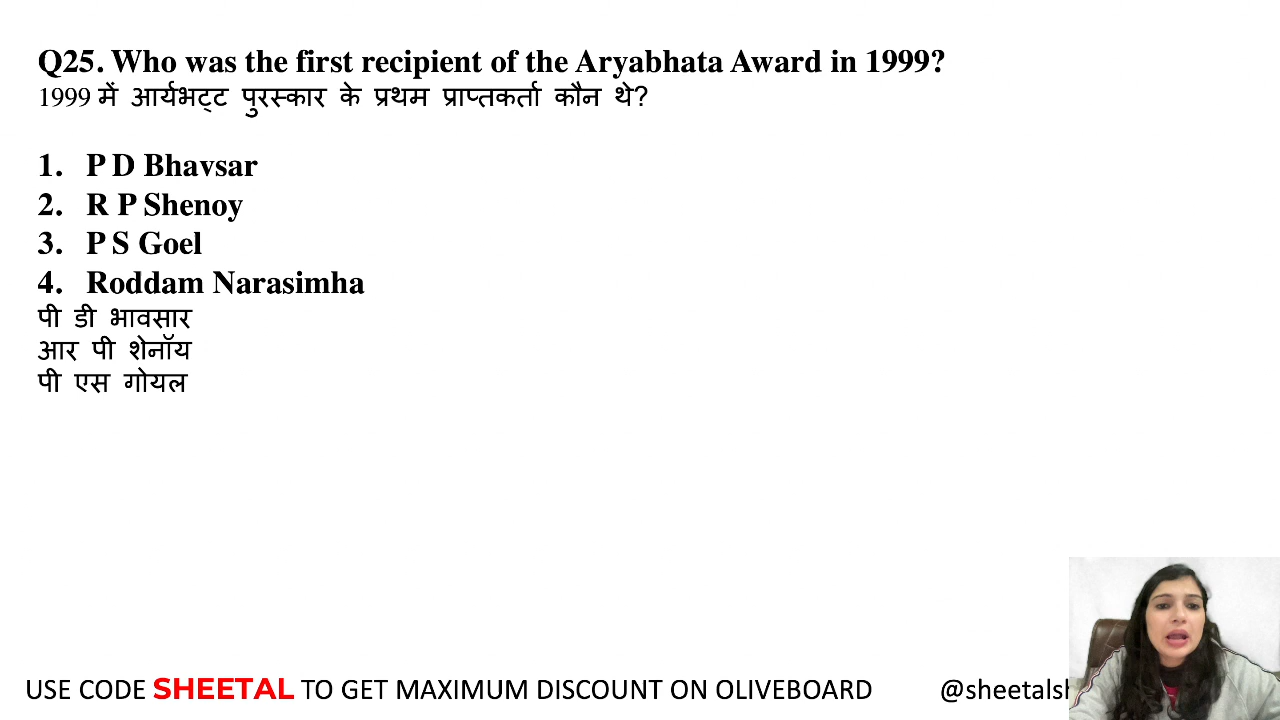 Q25. Who was the first recipient of the Aryabhata Award in 1999?
1999 में आर्यभट्ट पुरस्कार के प्रथम प्राप्तकर्ता कौन थे?
1. P D Bhavsar
2. R P Shenoy
3. P S Goel
4. Roddam Narasimha
पी डी भावसार
आर पी शेनॉय
पी एस गोयल
USE CODE SHEETAL TO GET MAXIMUM DISCOUNT ON OLIVEBOARD